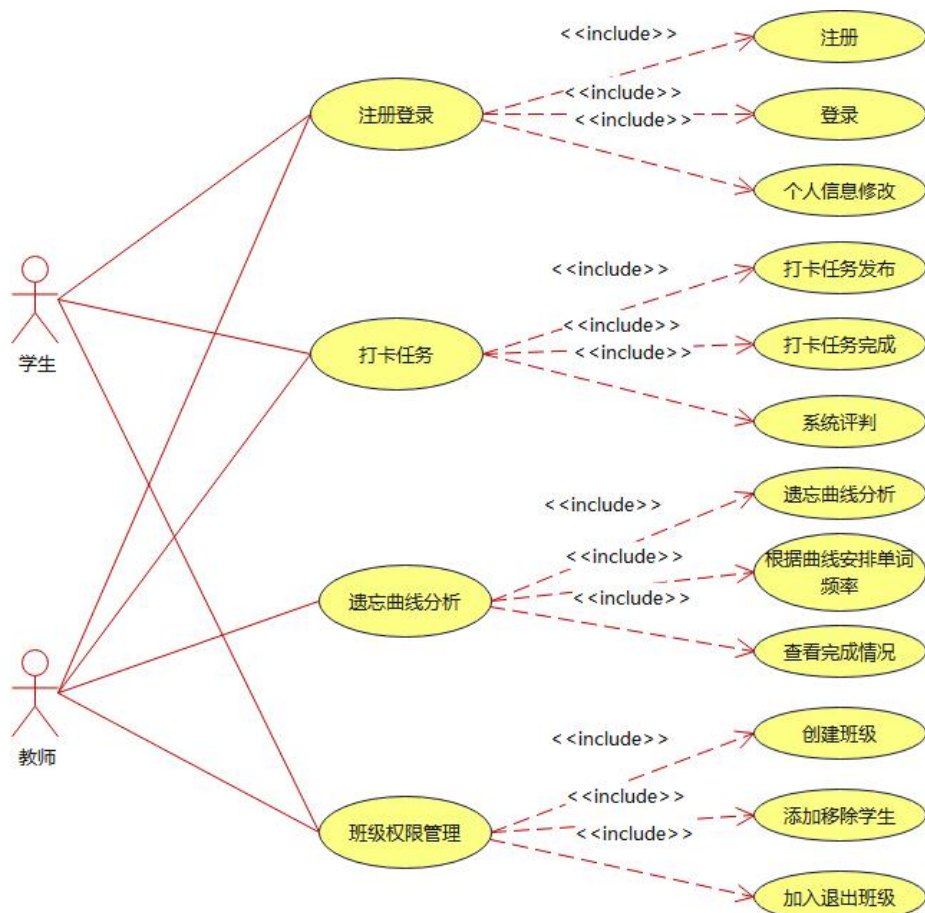 <<include>>
注册
注册登录
<<include>>
登录
<<include>>
个人信息修改
学生
<<include>>
打卡任务发布
打卡任务
<<include>>
打卡任务完成
<<include>>
系统评判
<<include>>
遗忘曲线分析
遗忘曲线分析
<<include>>
根据曲线安排单词
频率
<<include>>
查看完成情况
教师
<<include>>
创建班级
班级权限管理
<<include>>
添加移除学生
<<include>>
加入退出班级